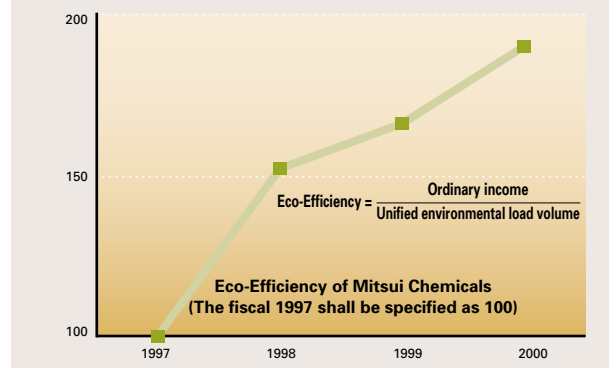 200
150
Eco-Efficiency = Ordinary income
Unified environmental load volume
Eco-Efficiency of Mitsui Chemicals
(The fiscal 1997 shall be specified as 100)
100
1997 1998 1999 2000